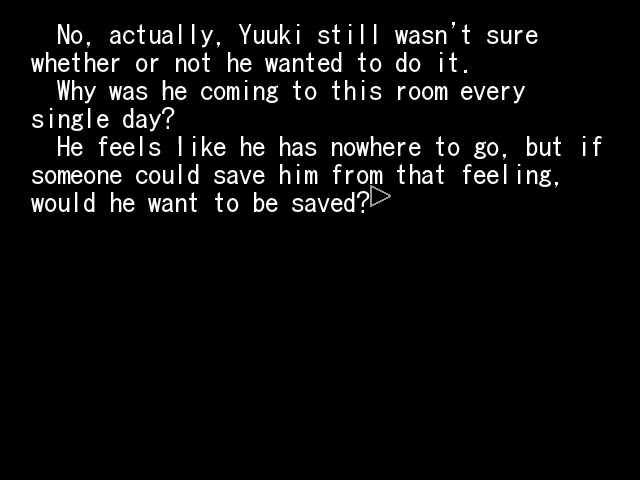 No, actually, Yuuki still wasn't sure
whether or not he wanted to do it.
Why was he coming to this room every
single day?
He feels like he has nowhere to go, but if
someone could save him from that feeling,
would he want to be saved?